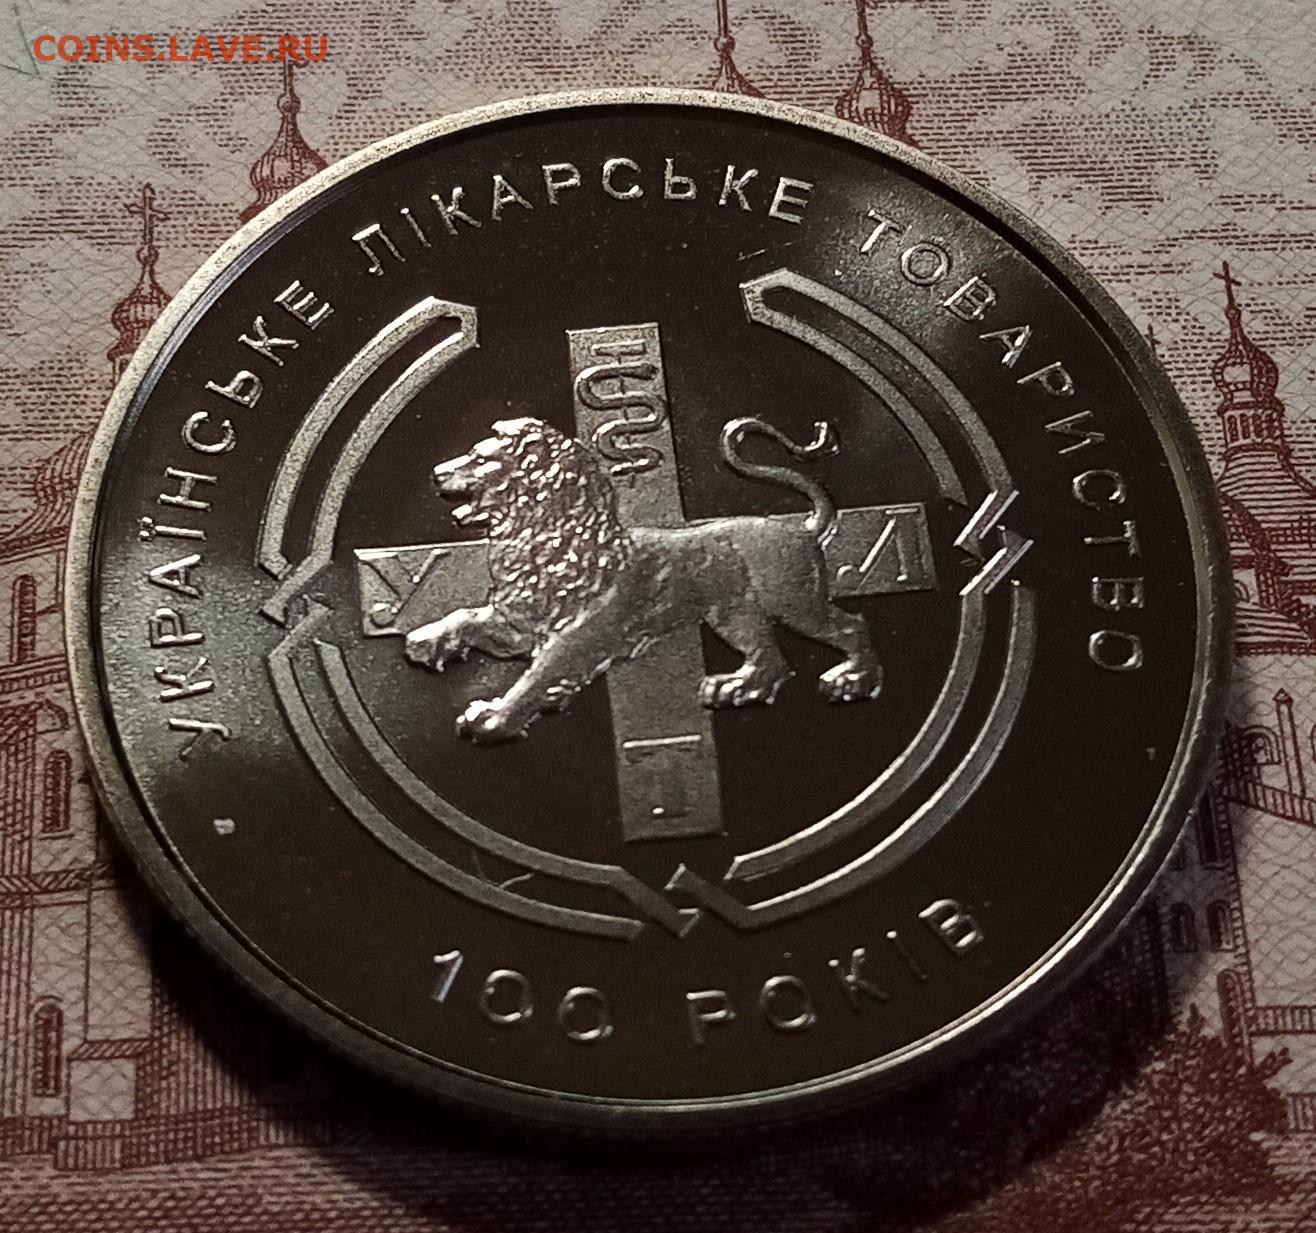 COINS.LAVE.RU
УКРАЇНСЬКЕ ЛІКАРСЬКЕ ТОВАРИСТВО
У Л
Т
100 РОКІВ